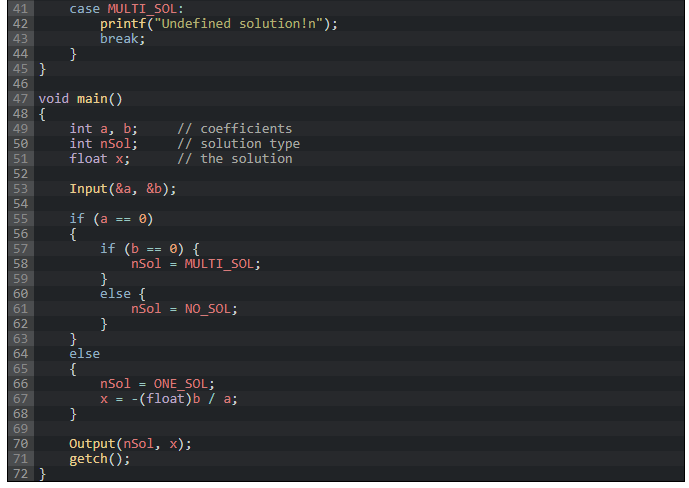 41     case MULTI_SOL:
42         printf("Undefined solution!n");
43         break;
44     }
45 }
46
47 void main()
48 {
49     int a, b;     // coefficients
50     int nSol;     // solution type
51     float x;      // the solution
52
53     Input(&a, &b);
54
55     if (a == 0)
56     {
57         if (b == 0) {
58             nSol = MULTI_SOL;
59         }
60         else {
61             nSol = NO_SOL;
62         }
63     }
64     else
65     {
66         nSol = ONE_SOL;
67         x = -(float)b / a;
68     }
69
70     Output(nSol, x);
71     getch();
72 }